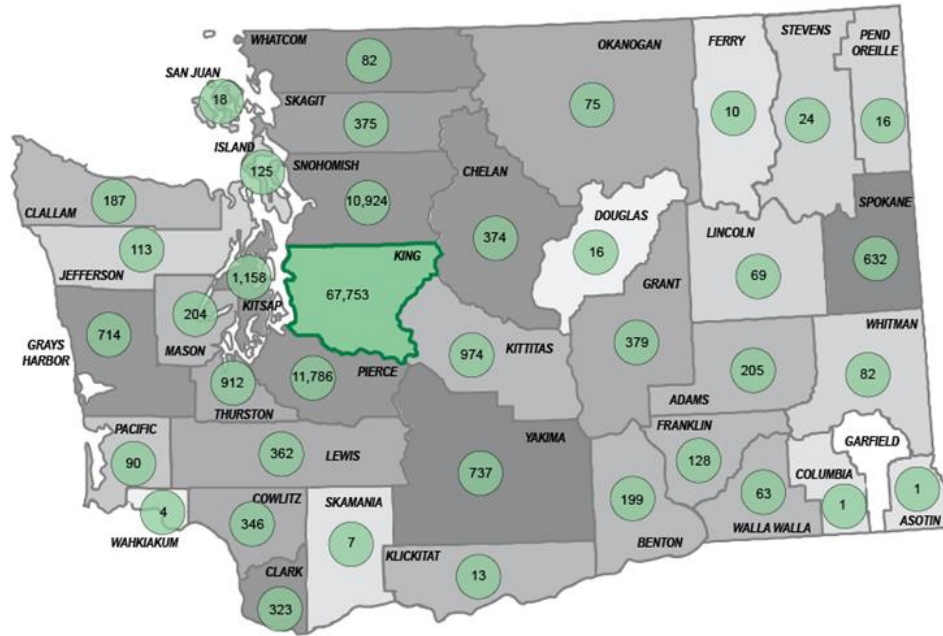 WHATCOM
82
OKANOGAN
75
FERRY
10
STEVENS
24
PEND
OREILLE
16
SAN JUAN
18
SKAGIT
375
ISLAND
125
SNOHOMISH
10,924
CHELAN
374
DOUGLAS
16
SPOKANE
632
LINCOLN
69
CLALLAM
187
113
JEFFERSON
KING
67,753
1,158
KITSAP
GRANT
379
204
MASON
GRAYS
HARBOR
714
974
KITTITAS
WHITMAN
82
11,786
PIERCE
912
THURSTON
205
ADAMS
PACIFIC
90
362
LEWIS
YAKIMA
737
FRANKLIN
128
GARFIELD
COLUMBIA
1
1
ASOTIN
4
WAHKIAKUM
COWLITZ
346
SKAMANIA
7
199
BENTON
63
WALLA WALLA
KLICKITAT
13
CLARK
323